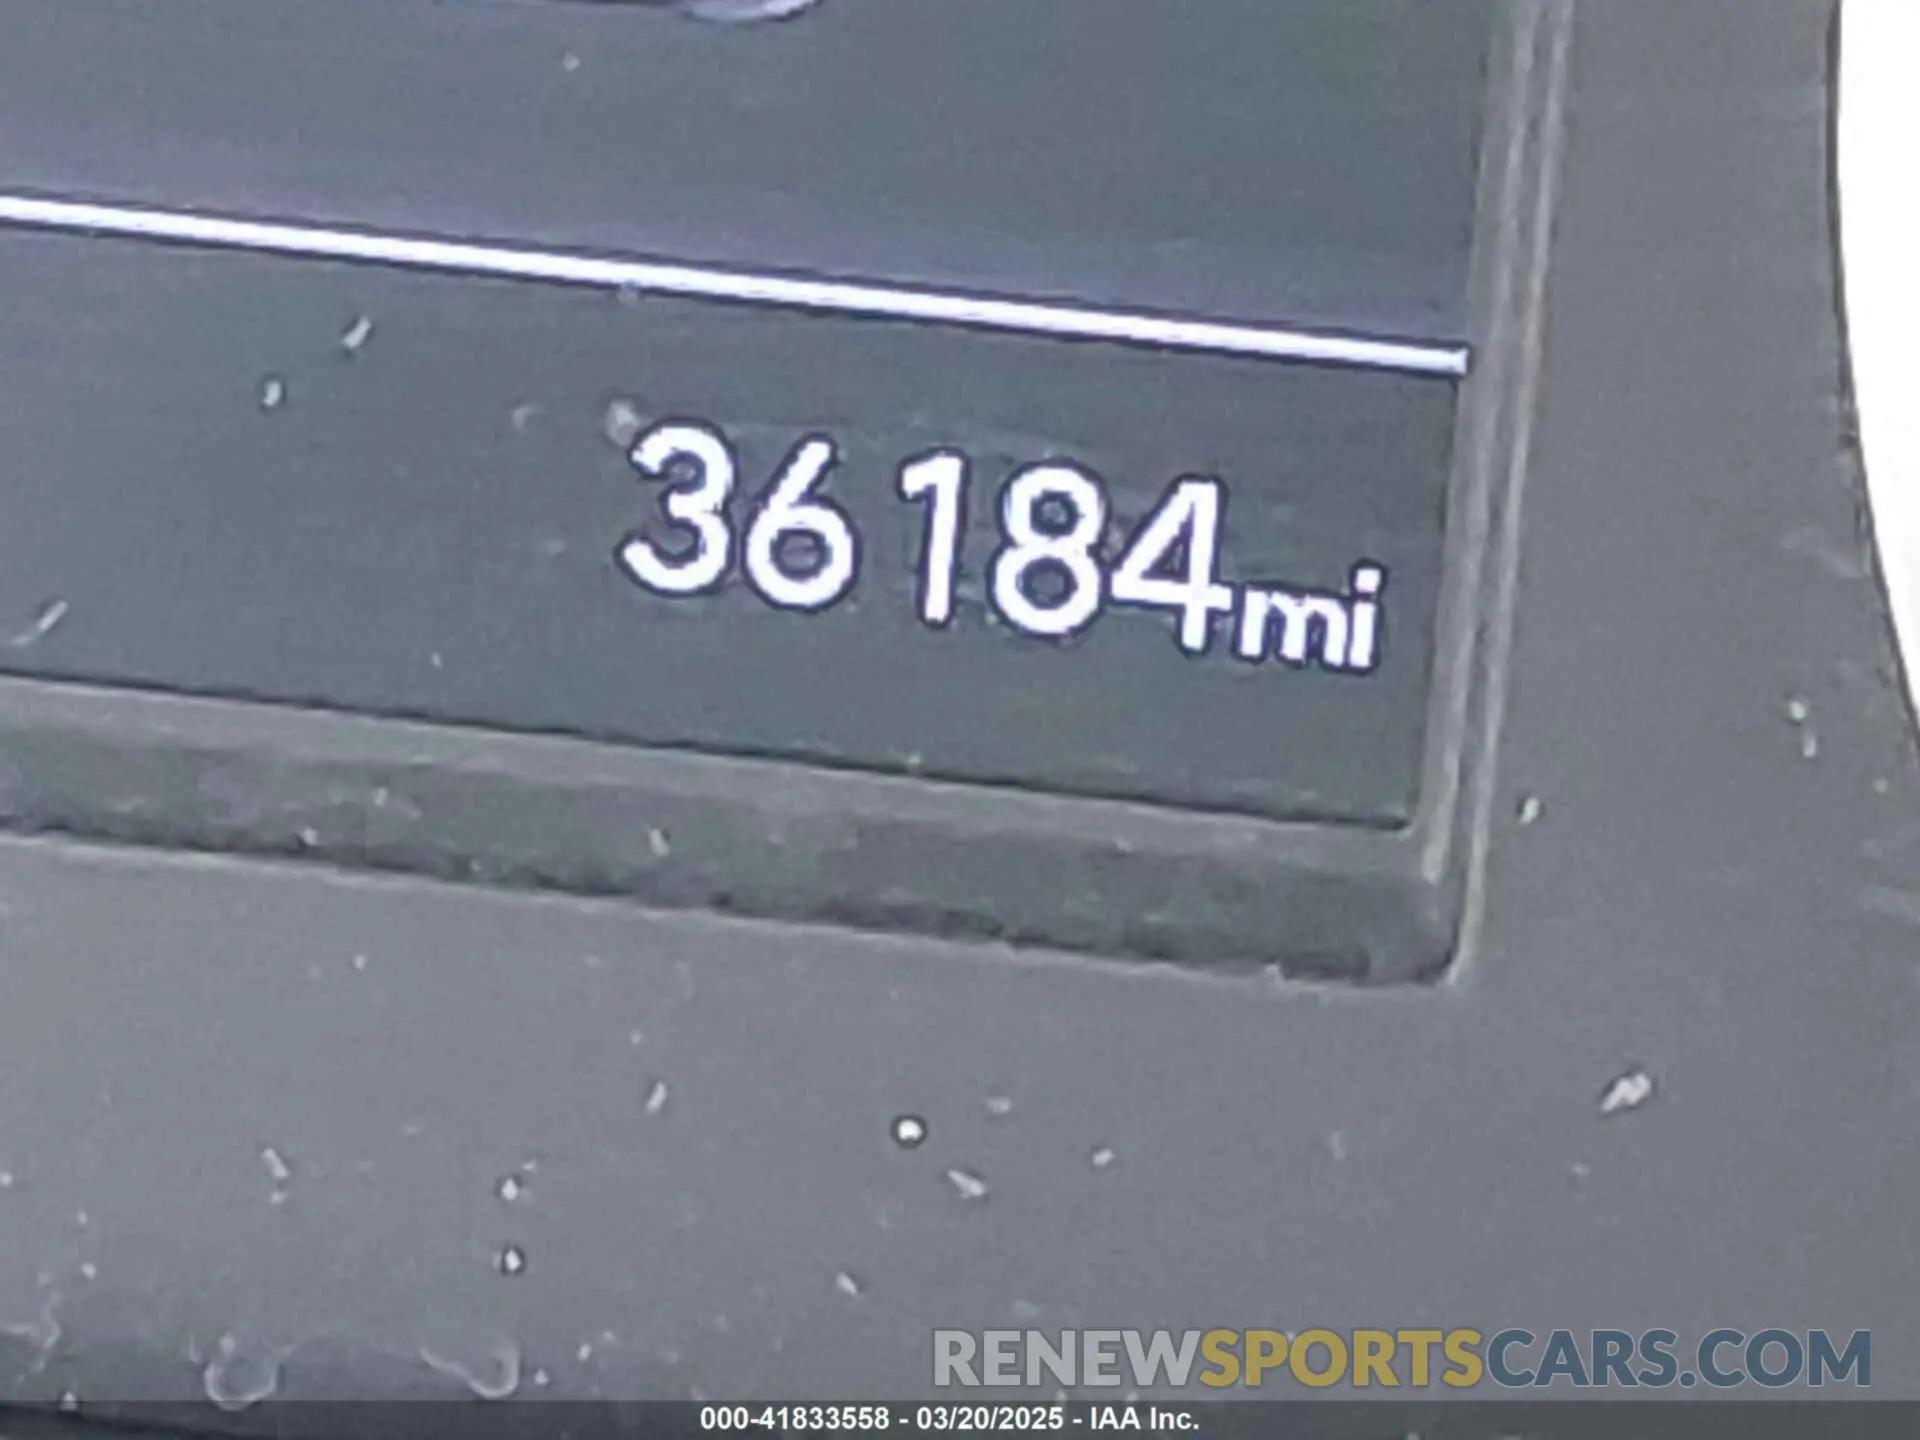 36184mi
RENEWSPORTSCARS.COM
000-41833558 - 03/20/2025 - IAA Inc.